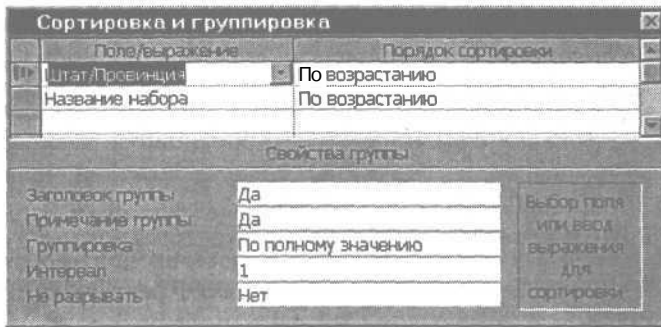 Сортировка и группировка
Поле/выражение Порядок сортировки
Штат/Провинция По возрастанию
Название набора По возрастанию
Свойства группы
Заголовок группы Да
Примечание группы Да
Группировка По полному значению
Интервал 1
Не разрывать Нет
Выбор поля
или ввод
выражения
для
сортировки